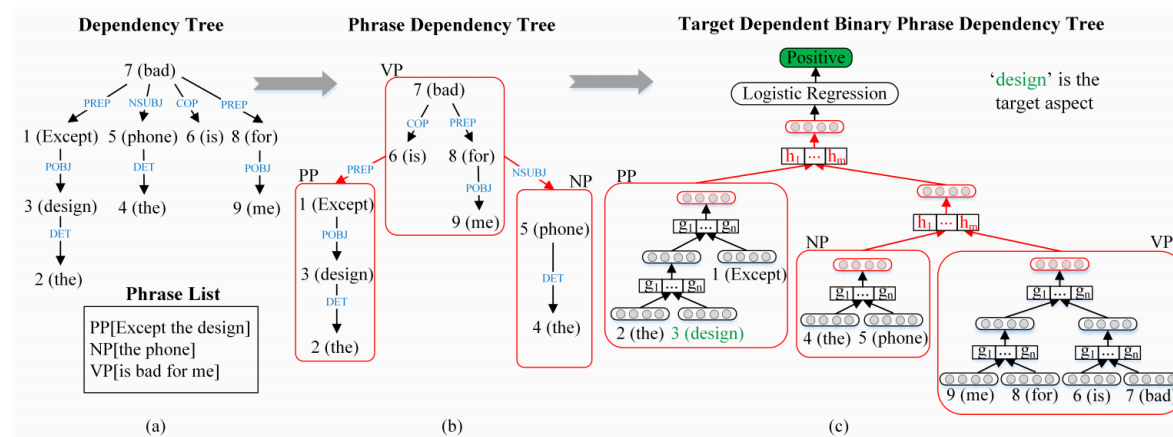 Dependency Tree
7 (bad)
PREP NSUBJ COP PREP
1 (Except) 5 (phone) 6 (is) 8 (for)
POBJ DET POBJ
3 (design) 4 (the) 9 (me)
DET
2 (the)
Phrase List
PP[Except the design]
NP[the phone]
VP[is bad for me]
(a)
Phrase Dependency Tree
VP
7 (bad)
COP PREP
6 (is) 8 (for)
PREP POBJ NSUBJ
9 (me)
PP
1 (Except)
POBJ
3 (design)
DET
2 (the)
NP
5 (phone)
DET
4 (the)
(b)
Target Dependent Binary Phrase Dependency Tree
Positive
Logistic Regression
'design' is the
target aspect
h1 ... hm
h1 ... hm
PP
g1 ... gn
1 (Except)
g1 ... gn
2 (the) 3 (design)
NP
g1 ... gn
4 (the) 5 (phone)
VP
g1 ... gn
g1 ... gn g1 ... gn
9 (me) 8 (for) 6 (is) 7 (bad)
(c)